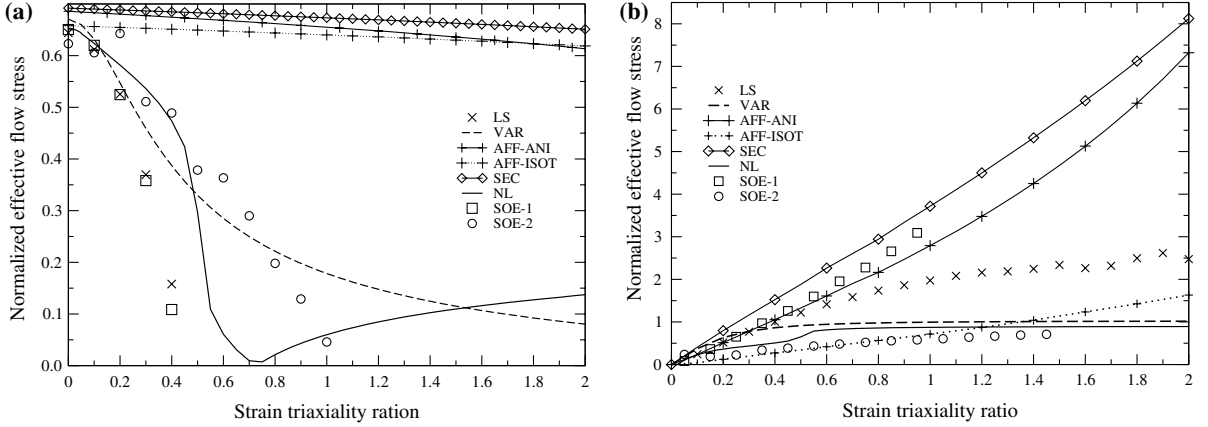 (a)
Normalized effective flow stress
0.7
0.6
0.5
0.4
0.3
0.2
0.1
0.0
0
0.2
0.4
0.6
0.8
1
1.2
1.4
1.6
1.8
2
Strain triaxiality ration
LS
VAR
AFF-ANI
AFF-ISOT
SEC
NL
SOE-1
SOE-2
(b)
Normalized effective flow stress
8
7
6
5
4
3
2
1
0
0
0.2
0.4
0.6
0.8
1
1.2
1.4
1.6
1.8
2
Strain triaxiality ratio
LS
VAR
AFF-ANI
AFF-ISOT
SEC
NL
SOE-1
SOE-2